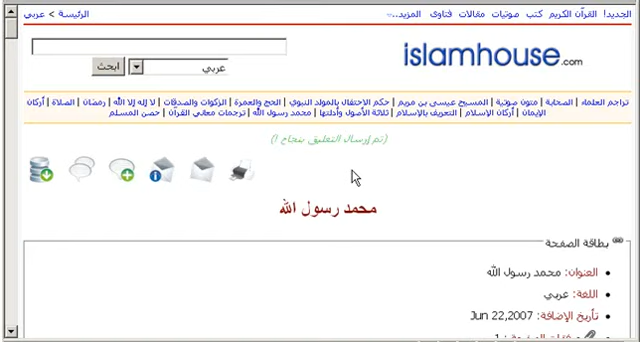 الجديد! القرآن الكريم كتب صوتيات مقالات فتاوى المزيد..
الرئيسة > عربي
islamhouse.com
عربي
ابحث
تراجم العلماء | الصحابة | متون صوتية | المسيح عيسى بن مريم | حكم الاحتفال بالمولد النبوي | الحج والعمرة | الزكوات والصدقات | لا إله إلا الله | رمضان | الصلاة | أركان
الإيمان | أركان الإسلام | التعريف بالإسلام | ثلاثة الأصول وأدلتها | محمد رسول الله | ترجمات معاني القرآن | حصن المسلم
(تم إرسال التعليق بنجاح !)
محمد رسول الله
بطاقة الصفحة
العنوان: محمد رسول الله
اللغة: عربي
تأريخ الإضافة: Jun 22,2007